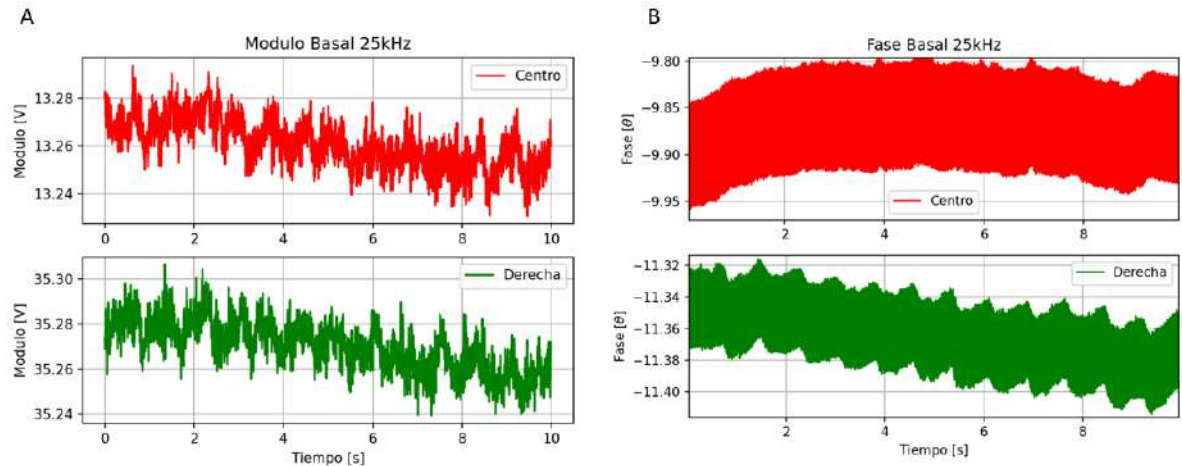 A
Modulo Basal 25kHz
Modulo [V]
13.28
13.26
13.24
Centro
0 2 4 6 8 10
Modulo [V]
35.30
35.28
35.26
35.24
Derecha
0 2 4 6 8 10
Tiempo [s]
B
Fase Basal 25kHz
Fase [θ]
−9.80
−9.85
−9.90
−9.95
Centro
2 4 6 8
Fase [θ]
−11.32
−11.34
−11.36
−11.38
−11.40
Derecha
2 4 6 8
Tiempo [s]